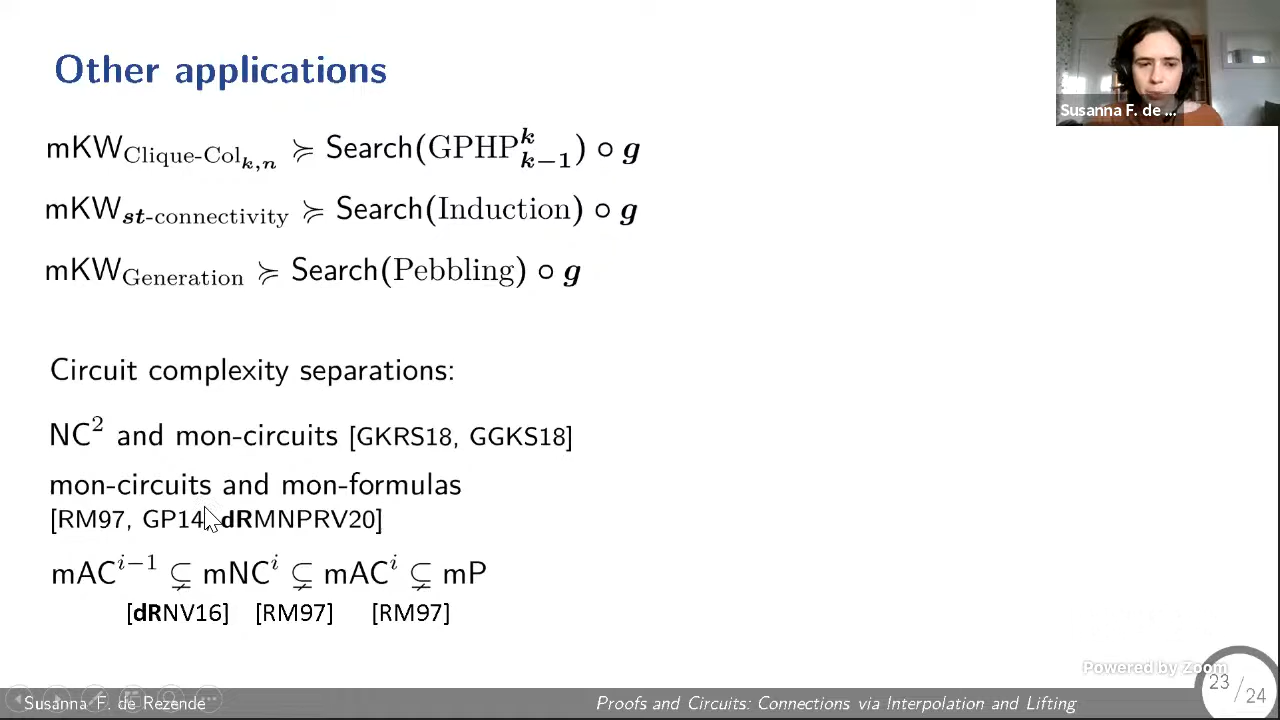 Other applications
Susanna F. de ...
mKW_{Clique-Col_{k,n}} ≽ Search(GPHP^k_{k−1}) ∘ g
mKW_{st-connectivity} ≽ Search(Induction) ∘ g
mKW_{Generation} ≽ Search(Pebbling) ∘ g
Circuit complexity separations:
NC² and mon-circuits [GKRS18, GGKS18]
mon-circuits and mon-formulas
[RM97, GP14, dRMNPRV20]
mAC^{i−1} ⊊ mNC^i ⊊ mAC^i ⊊ mP
[dRNV16] [RM97] [RM97]
Powered by Zoom
Susanna F. de Rezende
Proofs and Circuits: Connections via Interpolation and Lifting
23/24